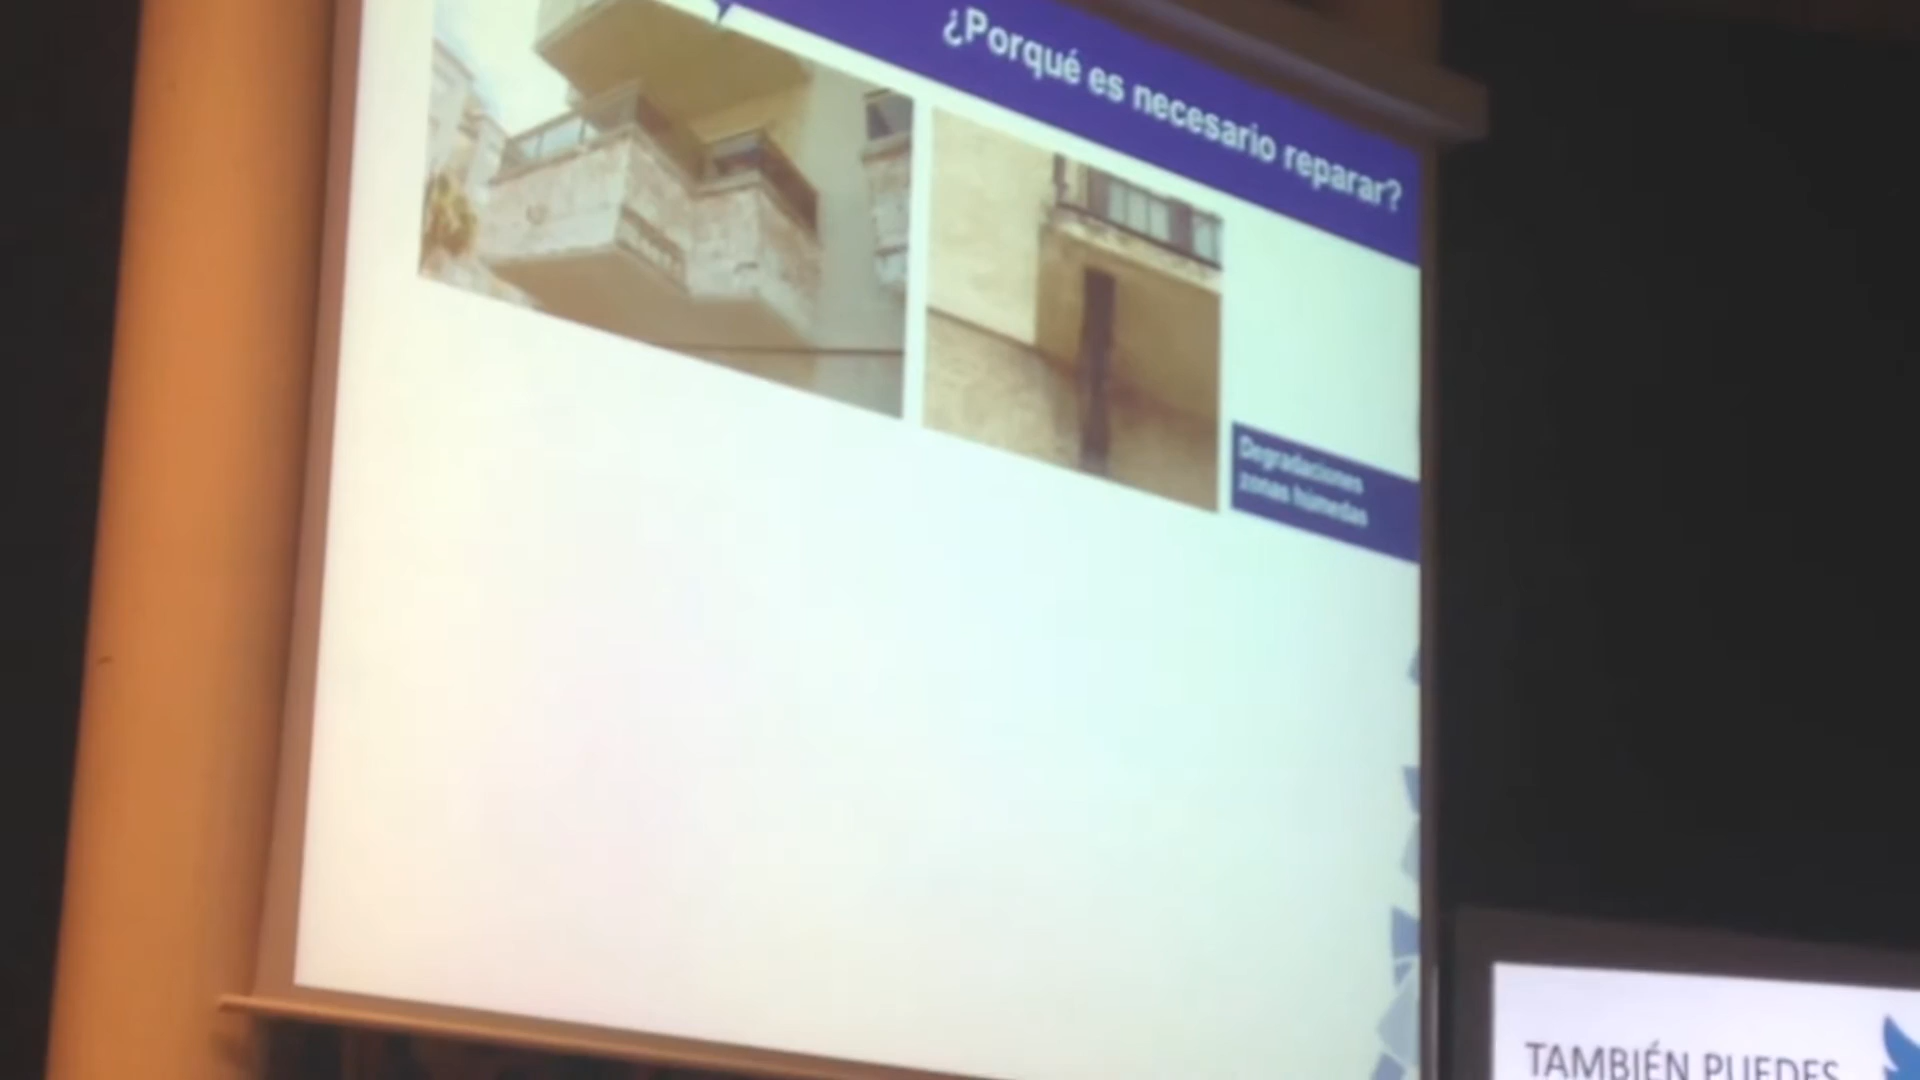 ¿Porqué es necesario reparar?
Degradaciones
zonas húmedas
TAMBIÉN PUEDES